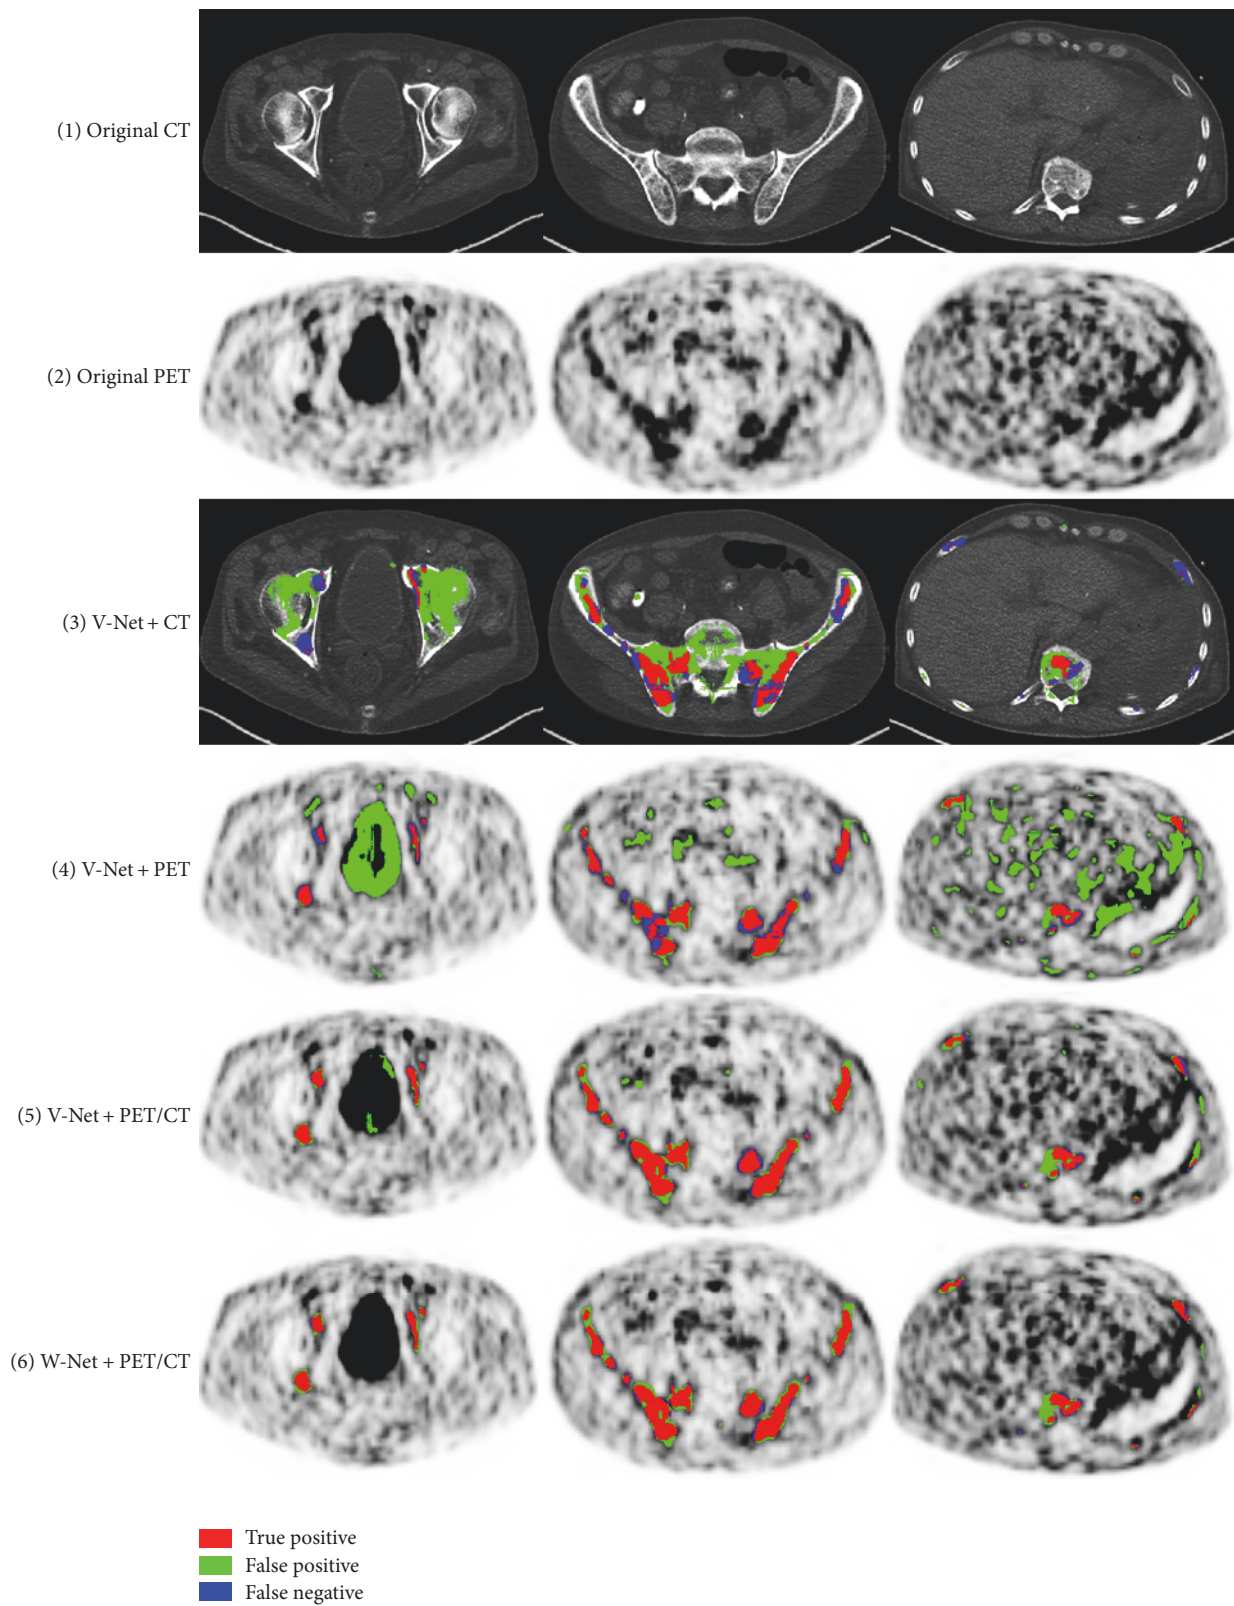 (1) Original CT
(2) Original PET
(3) V-Net + CT
(4) V-Net + PET
(5) V-Net + PET/CT
(6) W-Net + PET/CT
True positive
False positive
False negative